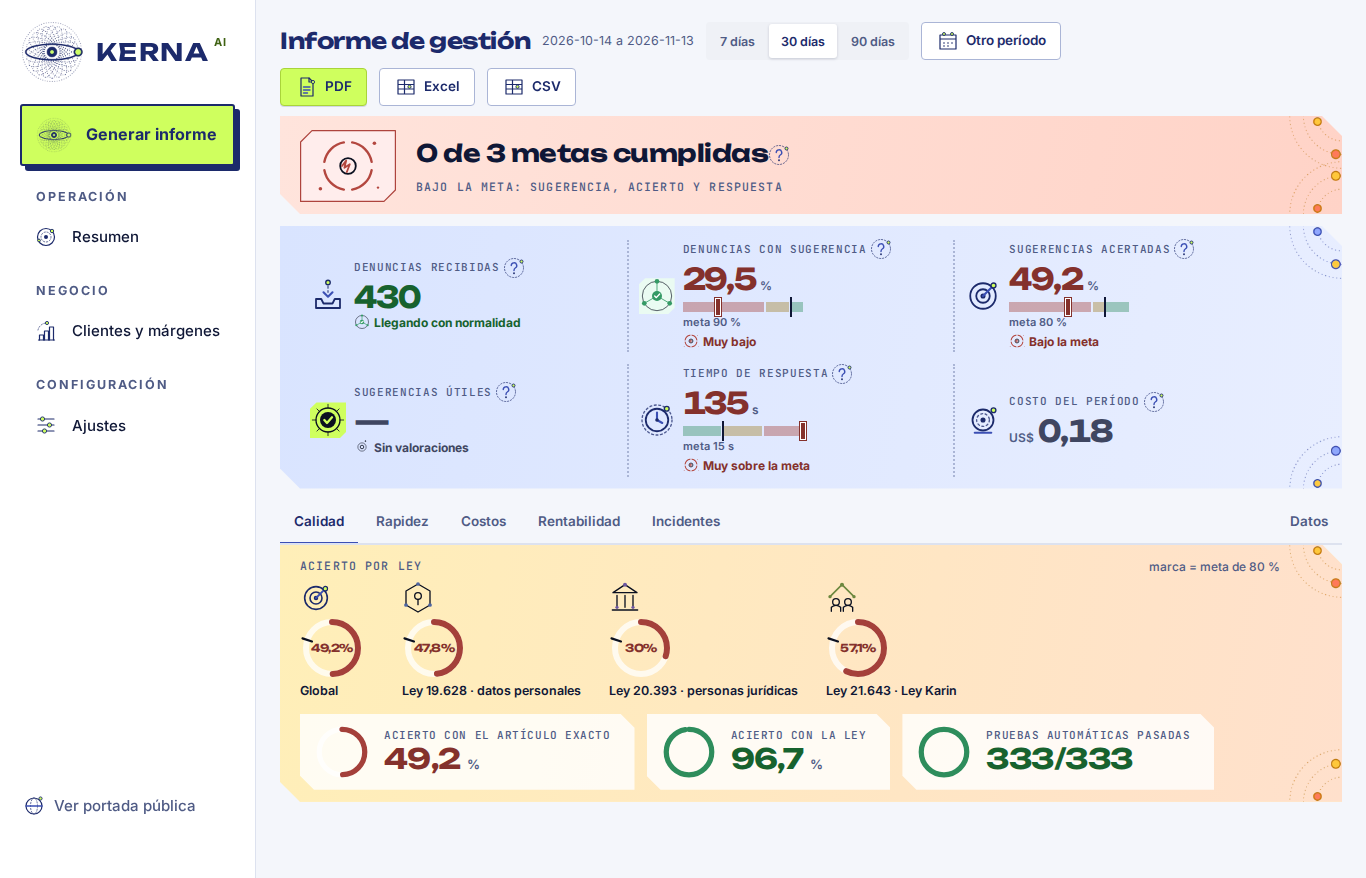 KERNA AI
Generar informe
OPERACIÓN
Resumen
NEGOCIO
Clientes y márgenes
CONFIGURACIÓN
Ajustes
Ver portada pública
Informe de gestión 2026-10-14 a 2026-11-13 7 días 30 días 90 días Otro período
PDF Excel CSV
0 de 3 metas cumplidas ?
BAJO LA META: SUGERENCIA, ACIERTO Y RESPUESTA
DENUNCIAS RECIBIDAS ?
430
Llegando con normalidad
DENUNCIAS CON SUGERENCIA ?
29,5 %
meta 90 %
Muy bajo
SUGERENCIAS ACERTADAS ?
49,2 %
meta 80 %
Bajo la meta
SUGERENCIAS ÚTILES ?
—
Sin valoraciones
TIEMPO DE RESPUESTA ?
135 s
meta 15 s
Muy sobre la meta
COSTO DEL PERÍODO ?
US$ 0,18
Calidad Rapidez Costos Rentabilidad Incidentes Datos
ACIERTO POR LEY marca = meta de 80 %
49,2% 47,8% 30% 57,1%
Global Ley 19.628 · datos personales Ley 20.393 · personas jurídicas Ley 21.643 · Ley Karin
ACIERTO CON EL ARTÍCULO EXACTO
49,2 %
ACIERTO CON LA LEY
96,7 %
PRUEBAS AUTOMÁTICAS PASADAS
333/333